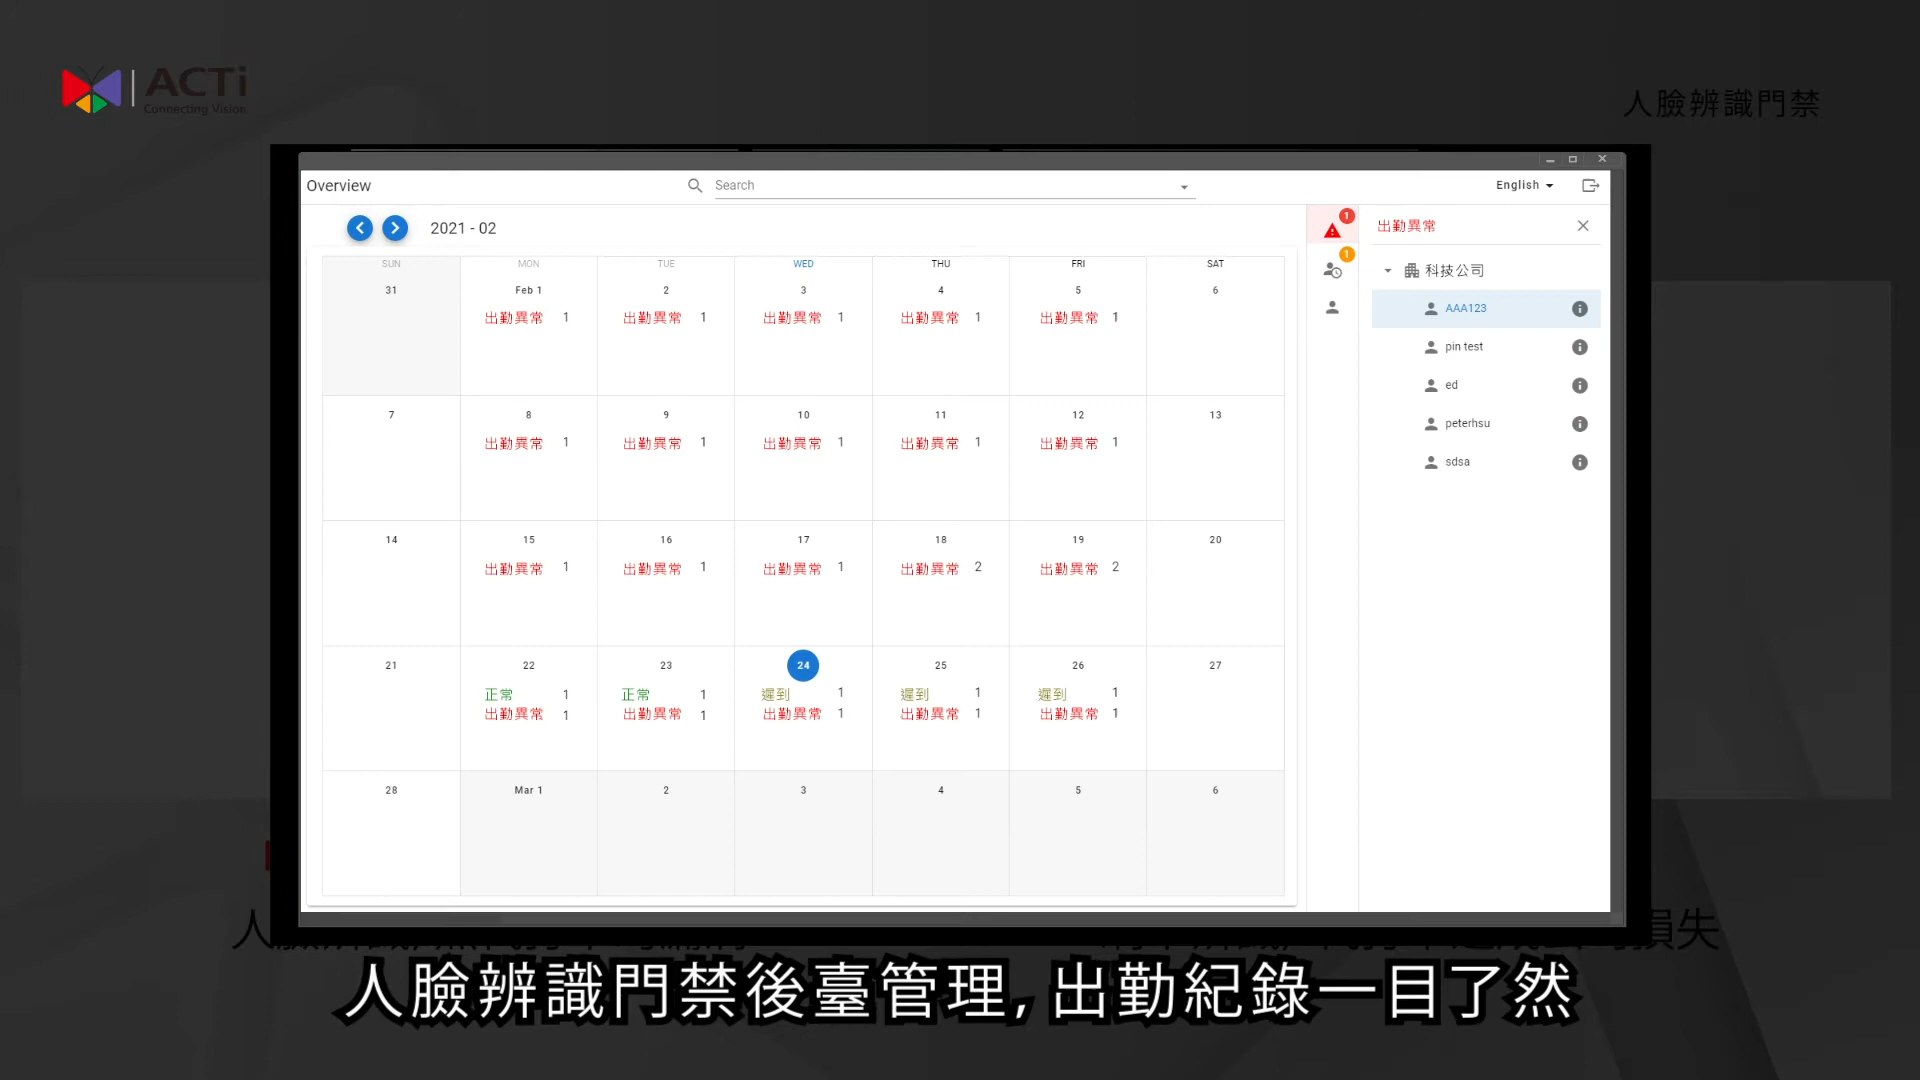 ACTi
Connecting Vision
人臉辨識門禁
Overview
Search
English
2021 - 02
1
出勤異常
1
科技公司
AAA123
pin test
ed
peterhsu
sdsa
SUN MON TUE WED THU FRI SAT
31 Feb 1 2 3 4 5 6
出勤異常 1 出勤異常 1 出勤異常 1 出勤異常 1 出勤異常 1
7 8 9 10 11 12 13
出勤異常 1 出勤異常 1 出勤異常 1 出勤異常 1 出勤異常 1
14 15 16 17 18 19 20
出勤異常 1 出勤異常 1 出勤異常 1 出勤異常 2 出勤異常 2
21 22 23 24 25 26 27
正常 1 正常 1 遲到 1 遲到 1 遲到 1
出勤異常 1 出勤異常 1 出勤異常 1 出勤異常 1 出勤異常 1
28 Mar 1 2 3 4 5 6
損失
人臉辨識門禁後臺管理, 出勤紀錄一目了然